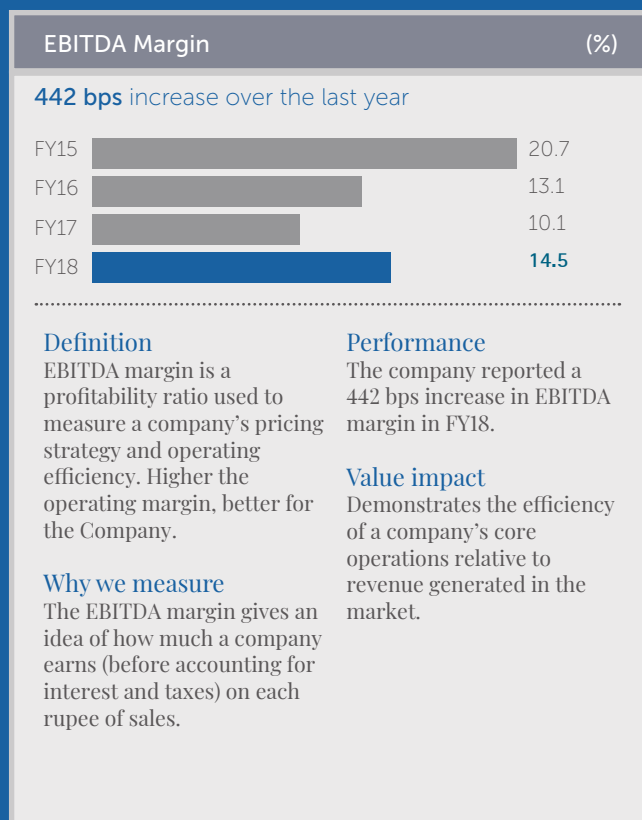 EBITDA Margin (%)
442 bps increase over the last year
FY15 20.7
FY16 13.1
FY17 10.1
FY18 14.5
Definition
EBITDA margin is a
profitability ratio used to
measure a company’s pricing
strategy and operating
efficiency. Higher the
operating margin, better for
the Company.
Why we measure
The EBITDA margin gives an
idea of how much a company
earns (before accounting for
interest and taxes) on each
rupee of sales.
Performance
The company reported a
442 bps increase in EBITDA
margin in FY18.
Value impact
Demonstrates the efficiency
of a company’s core
operations relative to
revenue generated in the
market.